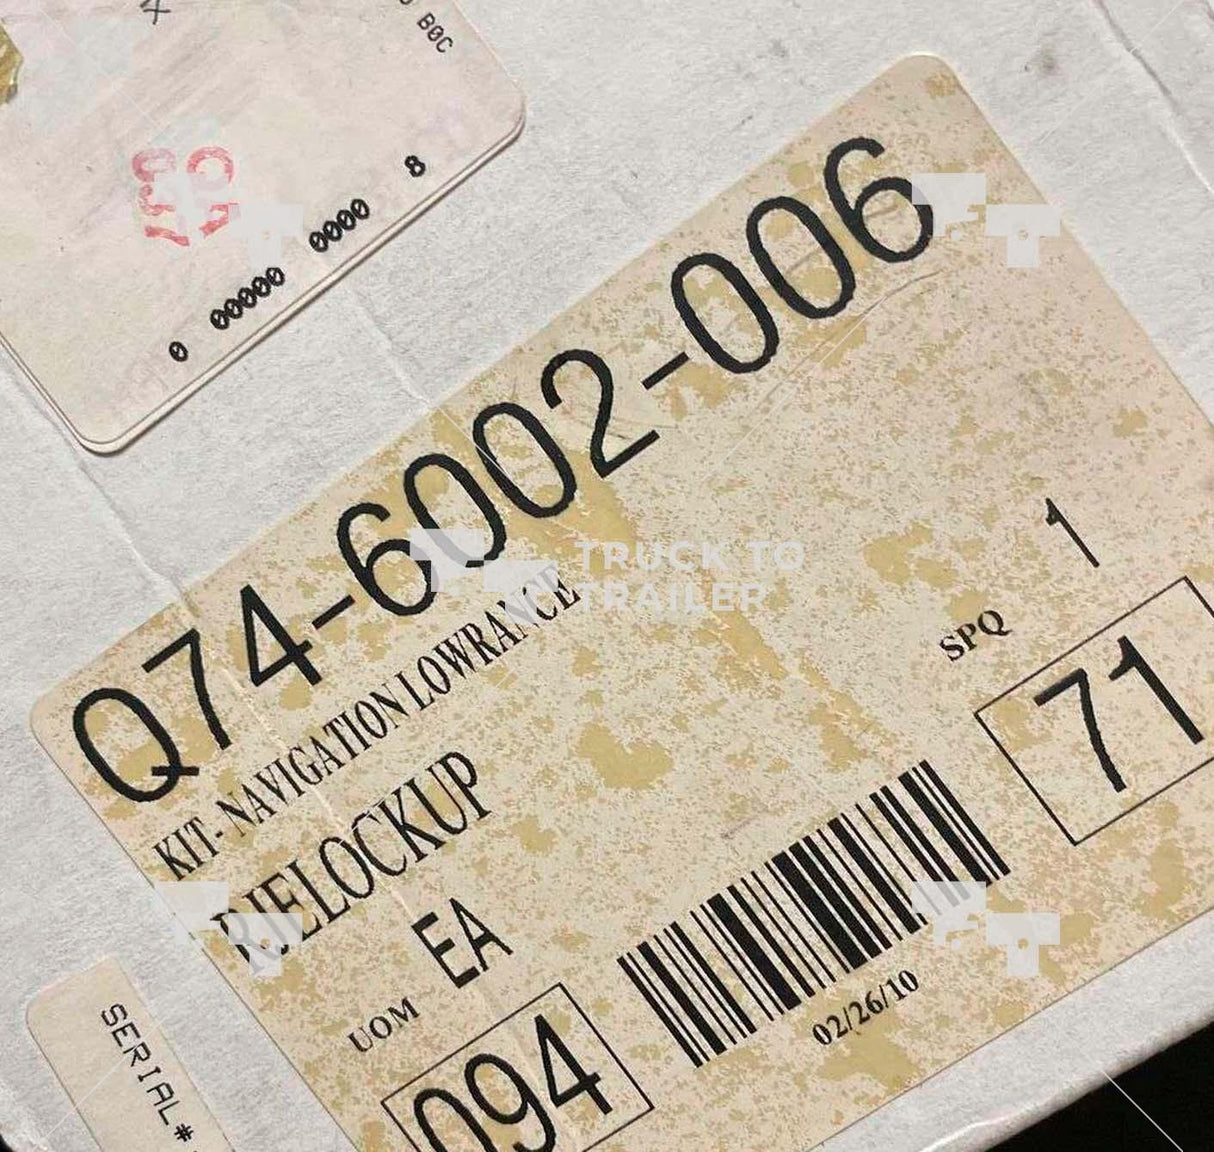 B0C
0 00000 0000 8
Q74-6002-006
KIT- NAVIGATION LOWRANCE
RJELOCKUP
UOM EA
SPQ 1
094
71
02/26/10
SERIAL#
TRUCK TO
TRAILER